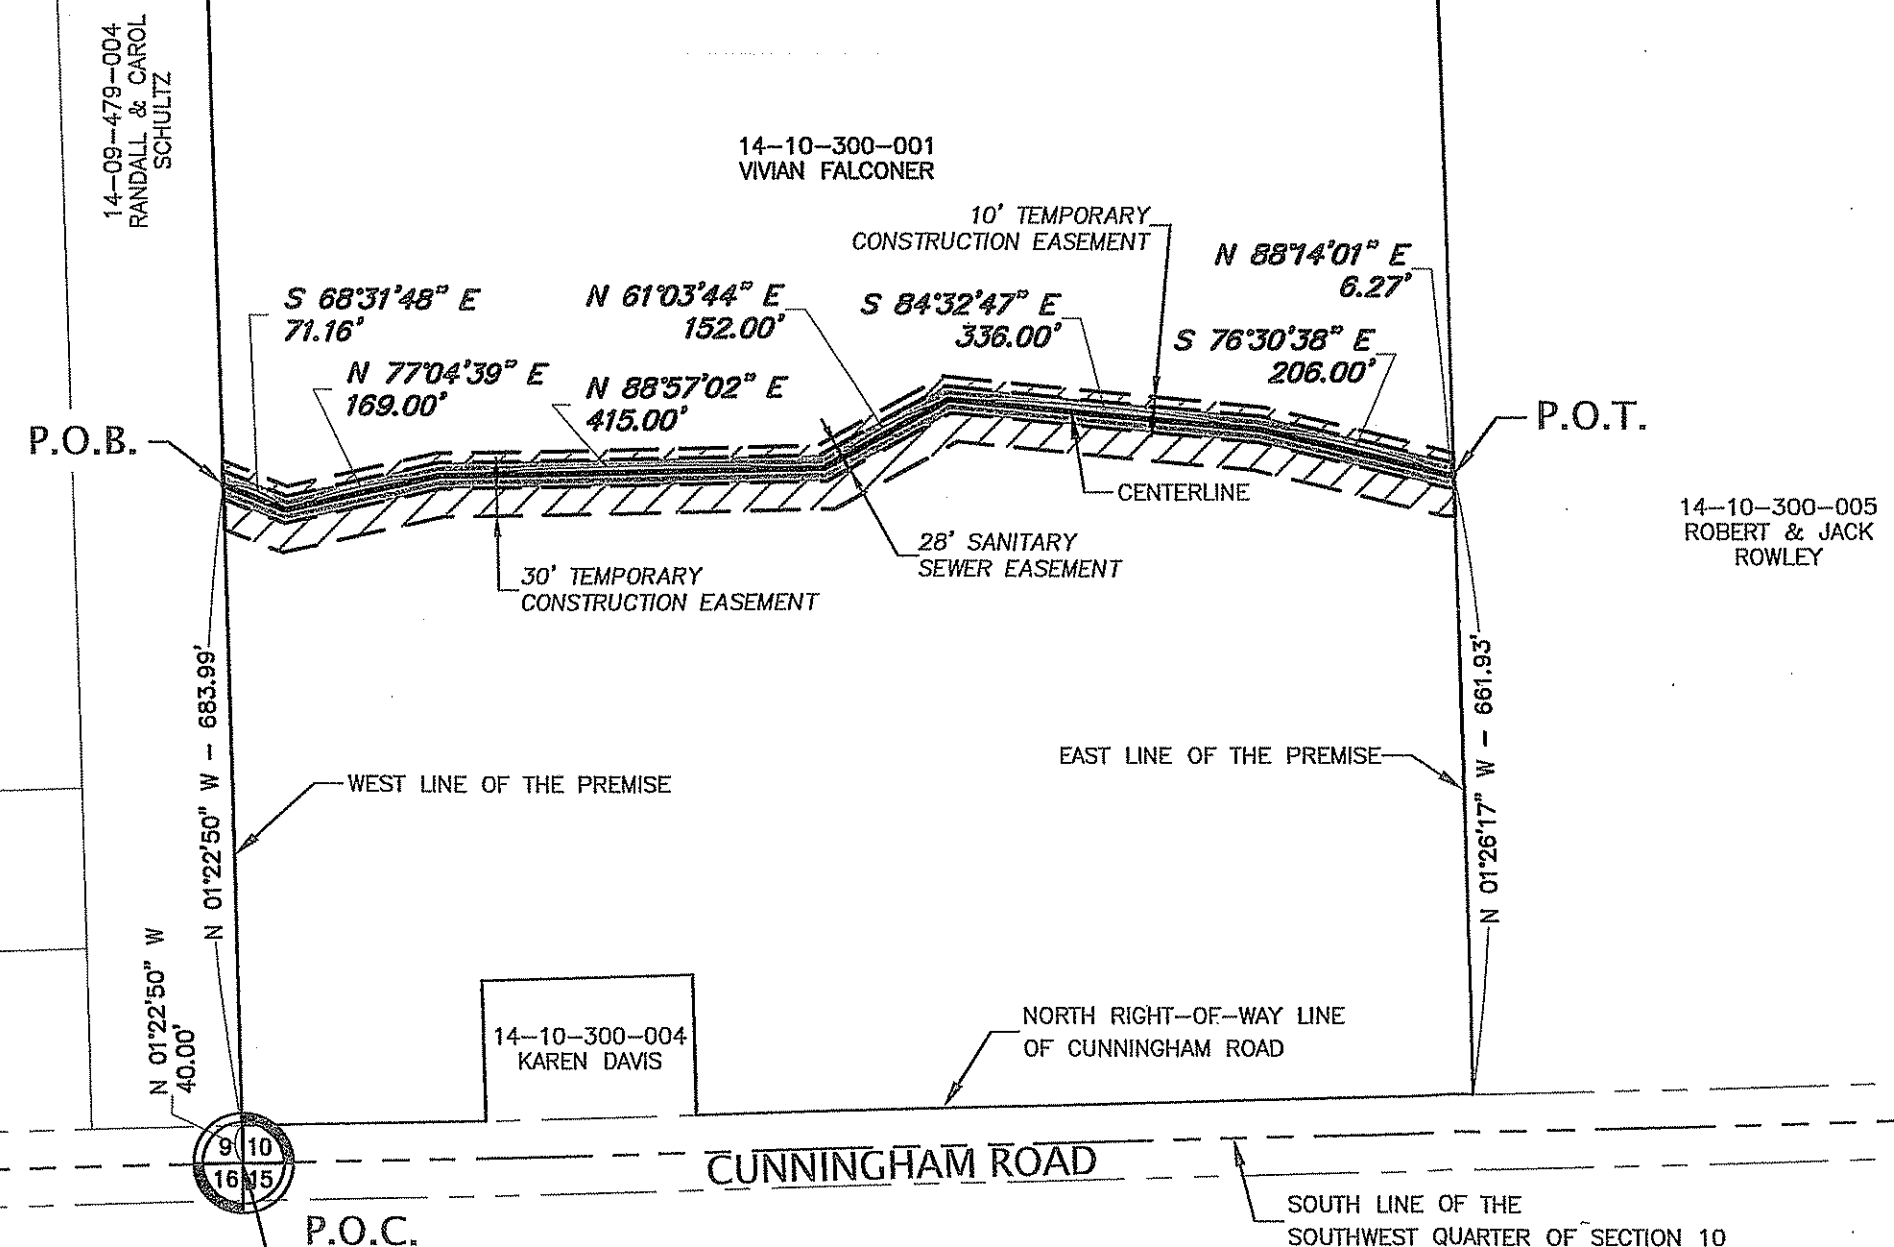 14-09-479-004
RANDALL & CAROL
SCHULTZ
14-10-300-001
VIVIAN FALCONER
10' TEMPORARY
CONSTRUCTION EASEMENT
N 88°14'01" E
6.27'
S 68°31'48" E
71.16'
N 61°03'44" E
152.00'
S 84°32'47" E
336.00'
S 76°30'38" E
206.00'
N 77°04'39" E
169.00'
N 88°57'02" E
415.00'
P.O.B.
P.O.T.
CENTERLINE
14-10-300-005
ROBERT & JACK
ROWLEY
28' SANITARY
SEWER EASEMENT
30' TEMPORARY
CONSTRUCTION EASEMENT
N 01°22'50" W - 683.99'
N 01°26'17" W - 661.93'
EAST LINE OF THE PREMISE
WEST LINE OF THE PREMISE
N 01°22'50" W
40.00'
14-10-300-004
KAREN DAVIS
NORTH RIGHT-OF-WAY LINE
OF CUNNINGHAM ROAD
9 10
16 15
CUNNINGHAM ROAD
P.O.C.
SOUTH LINE OF THE
SOUTHWEST QUARTER OF SECTION 10